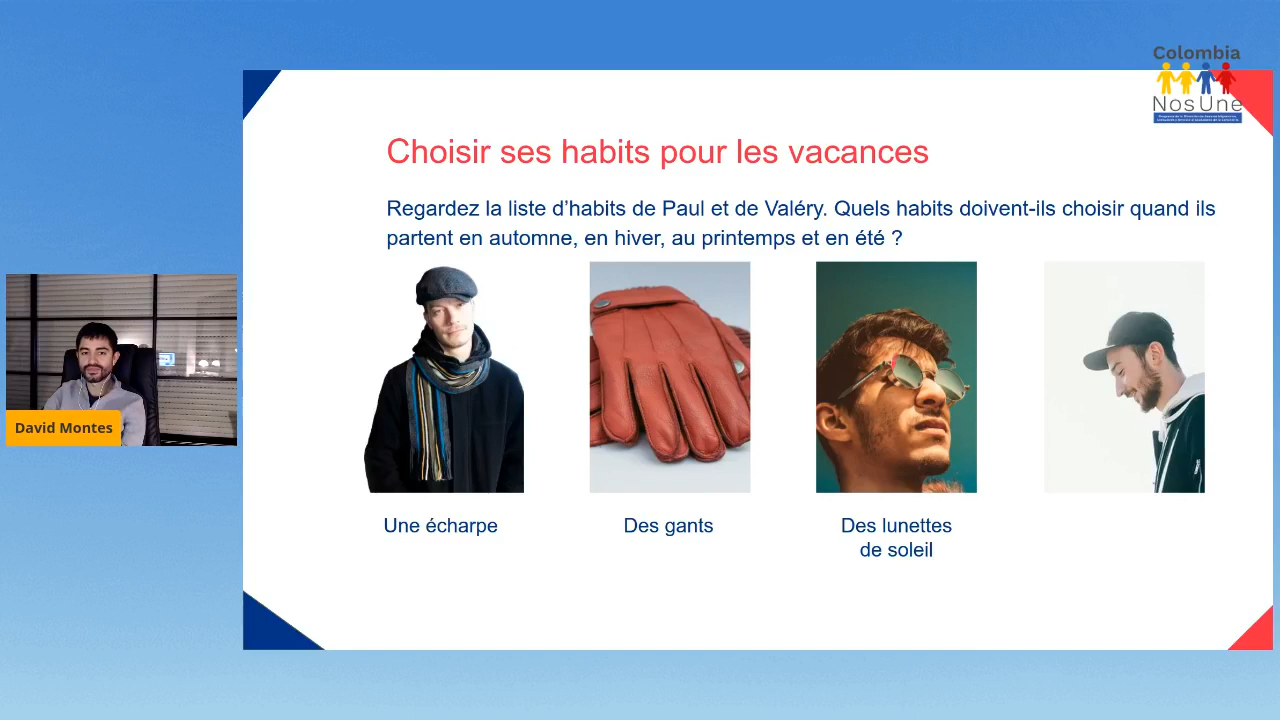 Colombia
NosUne
Choisir ses habits pour les vacances
Regardez la liste d’habits de Paul et de Valéry. Quels habits doivent-ils choisir quand ils
partent en automne, en hiver, au printemps et en été ?
David Montes
Une écharpe
Des gants
Des lunettes
de soleil